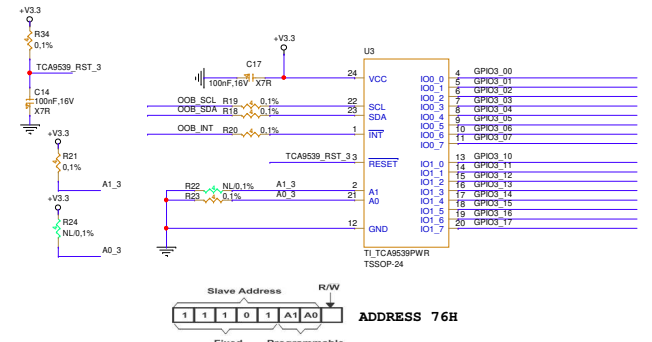 +V3.3
R34
0,1%
TCA9539_RST_3
C14
100nF,16V
X7R
+V3.3
R21
0,1%
A1_3
+V3.3
R24
NL/0,1%
A0_3
+V3.3
C17
100nF,16V X7R
U3
OOB_SCL R19 0,1%
OOB_SDA R18 0,1%
OOB_INT R20 0,1%
TCA9539_RST_3
R22 NL/0,1% A1_3
R23 0,1% A0_3
24 VCC
22 SCL
23 SDA
1 INT
3 RESET
2 A1
21 A0
12 GND
IO0_0 4 GPIO3_00
IO0_1 5 GPIO3_01
IO0_2 6 GPIO3_02
IO0_3 7 GPIO3_03
IO0_4 8 GPIO3_04
IO0_5 9 GPIO3_05
IO0_6 10 GPIO3_06
IO0_7 11 GPIO3_07
IO1_0 13 GPIO3_10
IO1_1 14 GPIO3_11
IO1_2 15 GPIO3_12
IO1_3 16 GPIO3_13
IO1_4 17 GPIO3_14
IO1_5 18 GPIO3_15
IO1_6 19 GPIO3_16
IO1_7 20 GPIO3_17
TI_TCA9539PWR
TSSOP-24
Slave Address R/W
1 1 1 0 1 A1 A0
ADDRESS 76H
Fixed Programmable